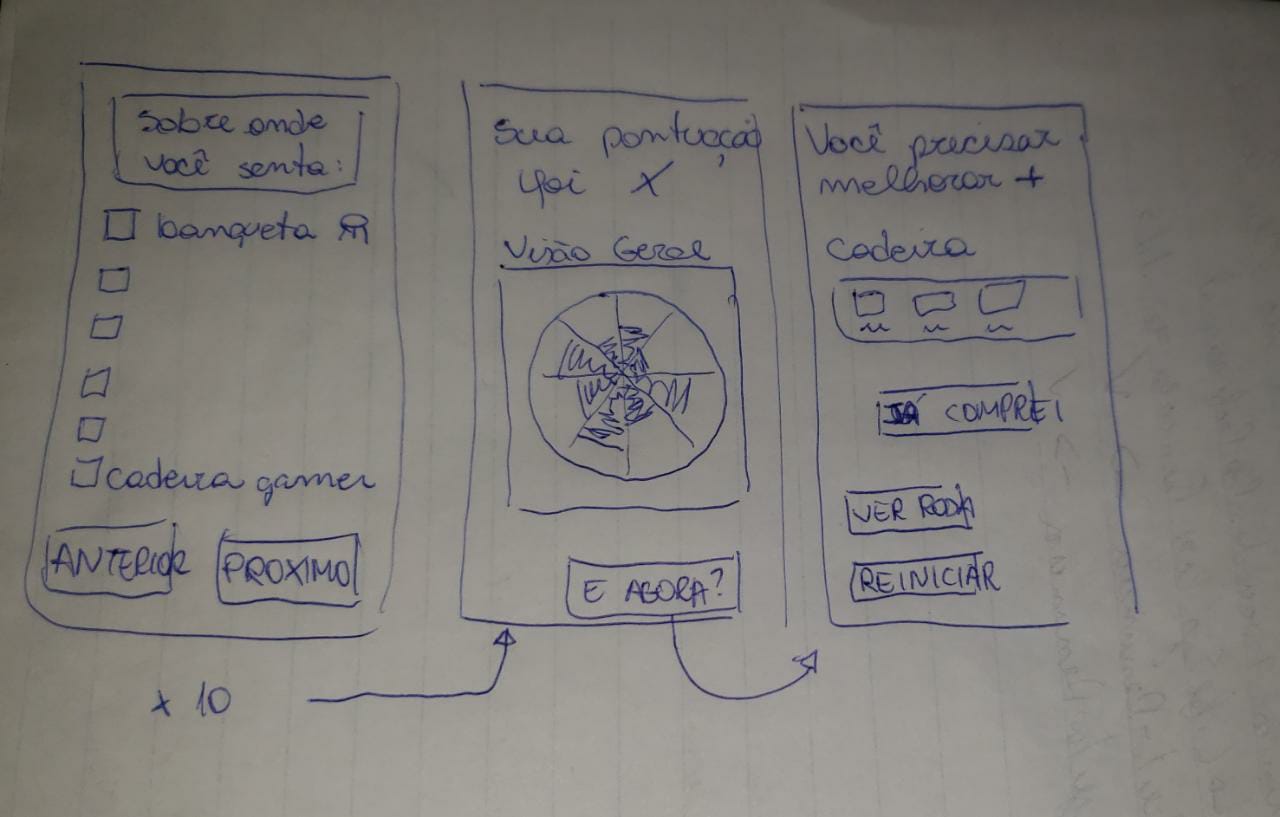 Sobre onde
você senta:
banqueta
cadeira gamer
ANTERIOR
PROXIMO
x 10
Sua pontuação
foi X
Visão Geral
E AGORA?
Você precisar
melhorar +
Cadeira
JÁ COMPREI
VER RODA
REINICIAR